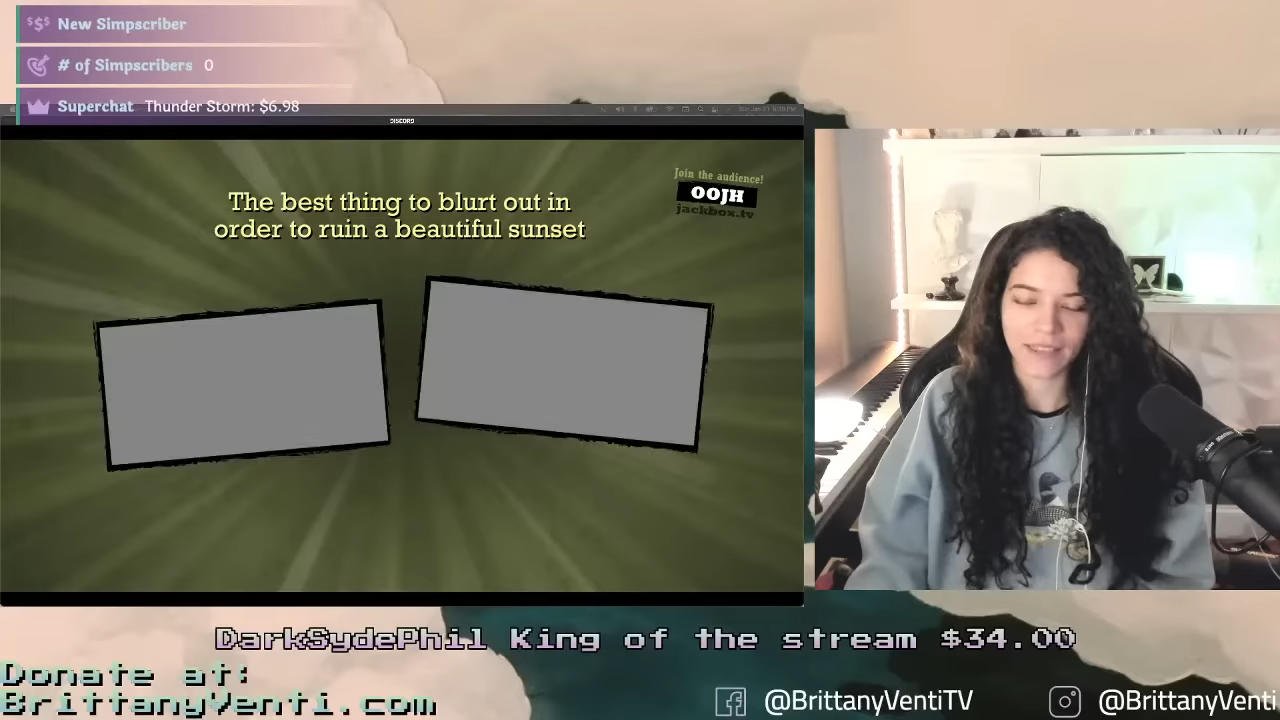 $$$ New Simpscriber
# of Simpscribers 0
Superchat Thunder Storm: $6.98
DISCORD
Join the audience!
OOJH
jackbox.tv
The best thing to blurt out in
order to ruin a beautiful sunset
DarkSydePhil King of the stream $34.00
Donate at:
BrittanyVenti.com
@BrittanyVentiTV
@BrittanyVenti